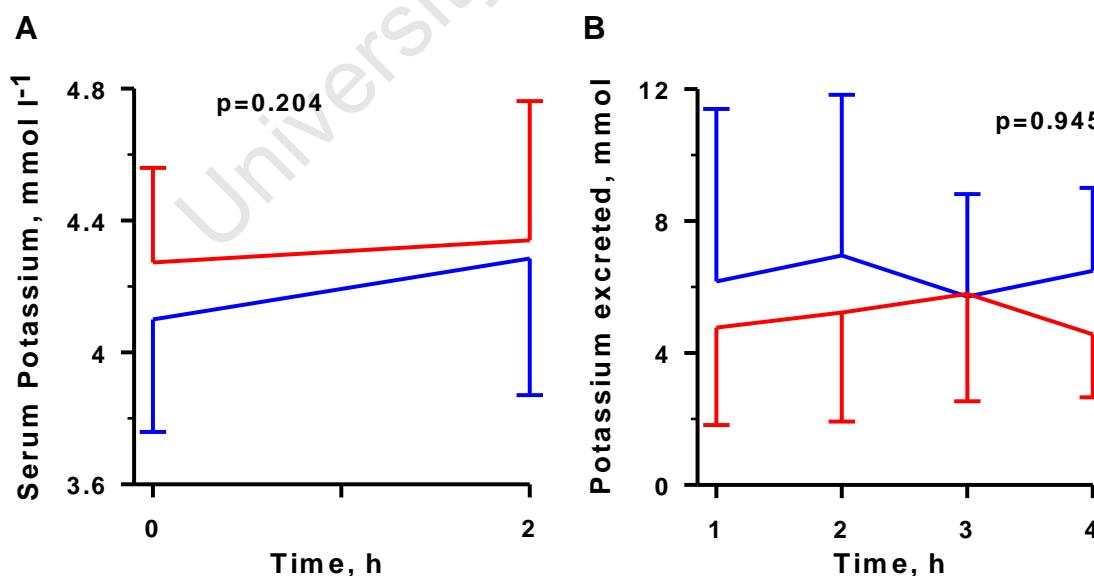 A
B
University
Serum Potassium, mmol l-1
4.8
4.4
4
3.6
p=0.204
0
2
Time, h
Potassium excreted, mmol
12
8
4
0
p=0.945
1
2
3
4
Time, h